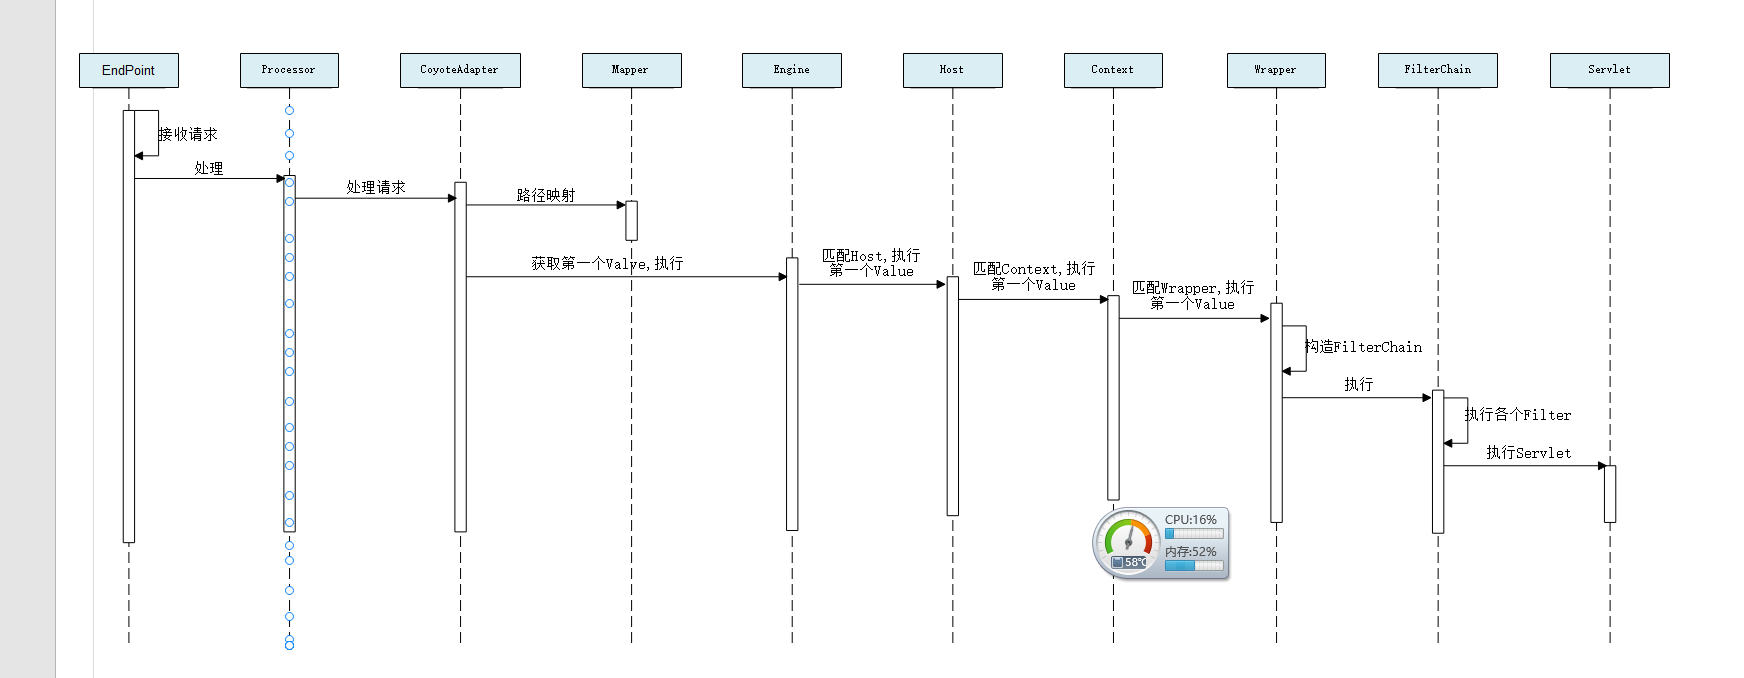 EndPoint
Processor
CoyoteAdapter
Mapper
Engine
Host
Context
Wrapper
FilterChain
Servlet
接收请求
处理
处理请求
路径映射
获取第一个Valve,执行
匹配Host,执行
第一个Value
匹配Context,执行
第一个Value
匹配Wrapper,执行
第一个Value
构造FilterChain
执行
执行各个Filter
执行Servlet
CPU:16%
内存:52%
58℃